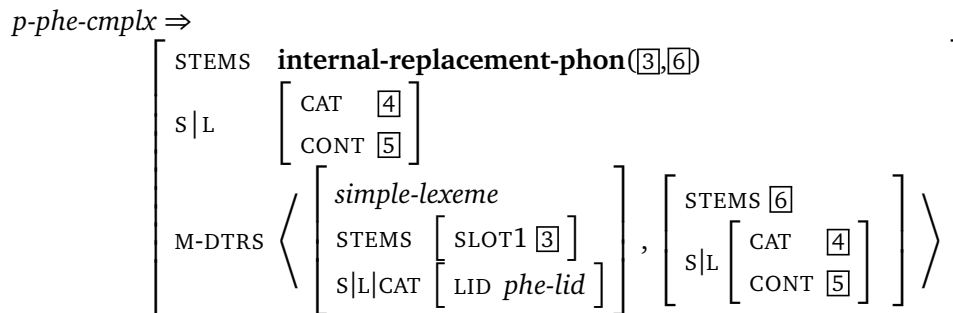 p-phe-cmplx ⇒
STEMS internal-replacement-phon(3,6)
S|L [ CAT 4
CONT 5 ]
M-DTRS ⟨ [ simple-lexeme
STEMS [ SLOT1 3 ]
S|L|CAT [ LID phe-lid ] ] , [ STEMS 6
S|L [ CAT 4
CONT 5 ] ] ⟩